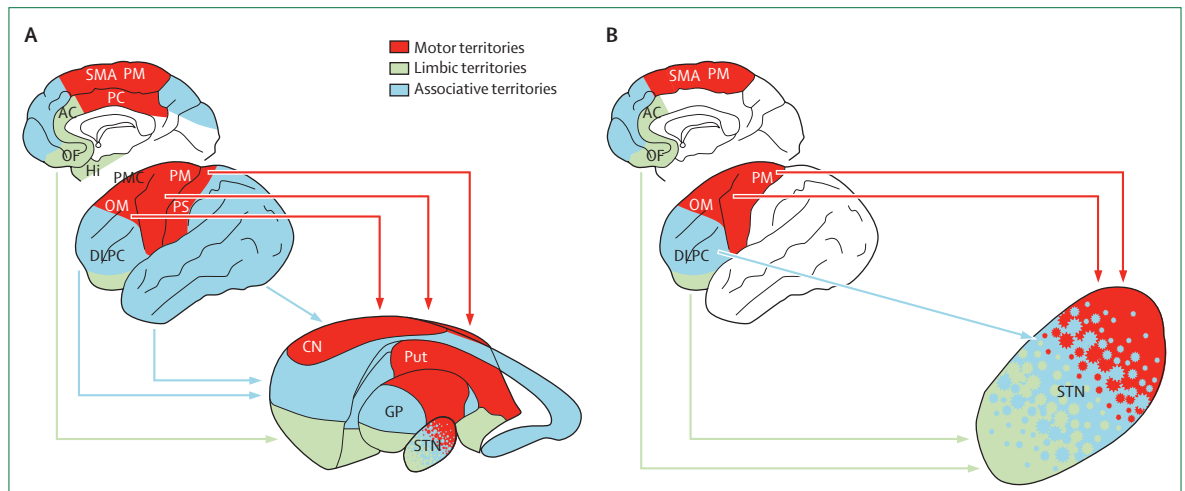 A
Motor territories
Limbic territories
Associative territories
SMA PM
PC
AC
OF
Hi
PMC
PM
OM
PS
DLPC
CN
Put
GP
STN
B
SMA PM
AC
OF
PM
OM
DLPC
STN